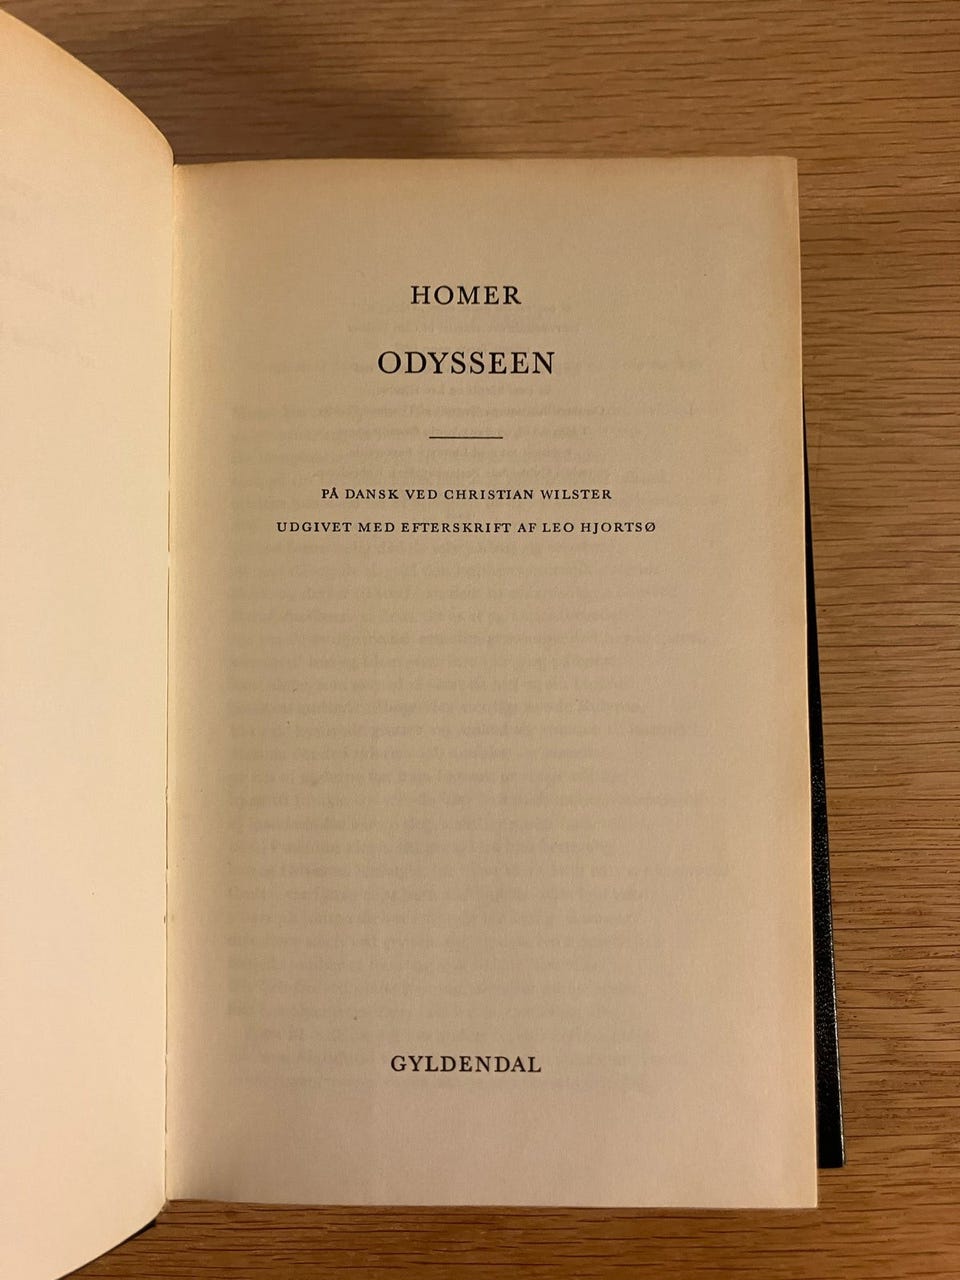 HOMER
ODYSSEEN
PÅ DANSK VED CHRISTIAN WILSTER
UDGIVET MED EFTERSKRIFT AF LEO HJORTSØ
GYLDENDAL